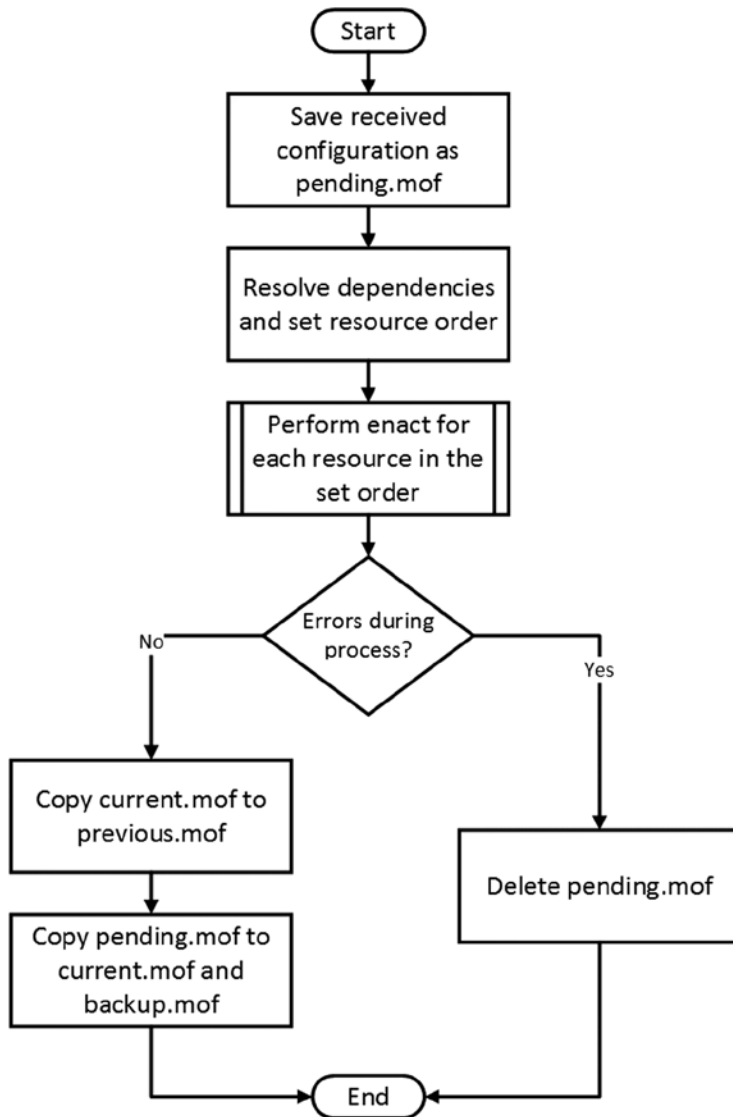 Start
Save received
configuration as
pending.mof
Resolve dependencies
and set resource order
Perform enact for
each resource in the
set order
Errors during
process?
No
Yes
Copy current.mof to
previous.mof
Delete pending.mof
Copy pending.mof to
current.mof and
backup.mof
End